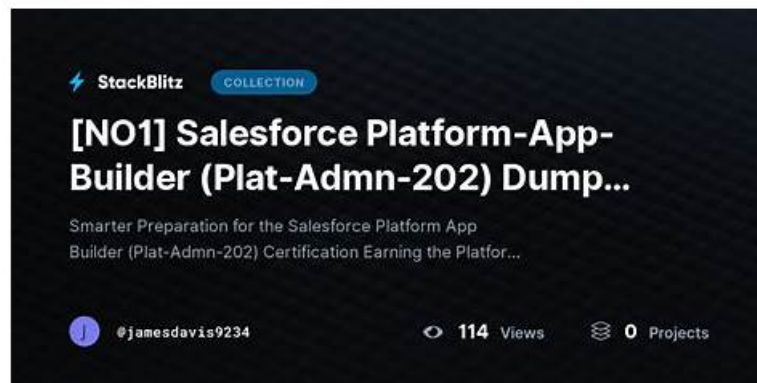 StackBlitz COLLECTION
[NO1] Salesforce Platform-App-
Builder (Plat-Admn-202) Dump...
Smarter Preparation for the Salesforce Platform App
Builder (Plat-Admn-202) Certification Earning the Platfor...
J @jamesdavis9234 114 Views 0 Projects